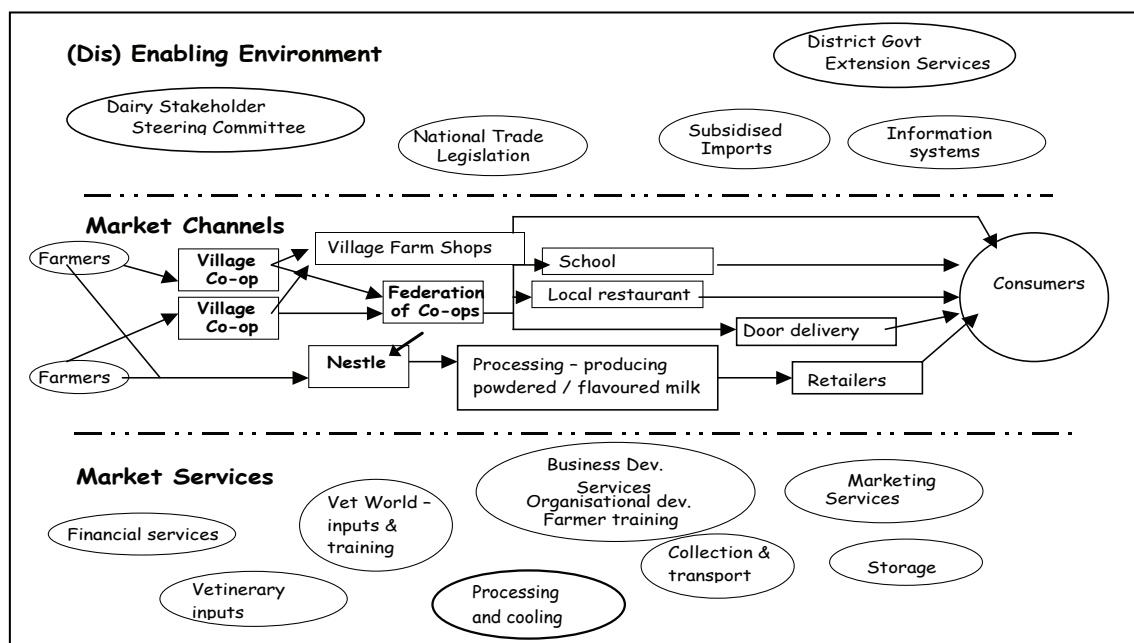 (Dis) Enabling Environment
District Govt
Extension Services
Dairy Stakeholder
Steering Committee
National Trade
Legislation
Subsidised
Imports
Information
systems
Market Channels
Farmers
Village
Co-op
Village Farm Shops
School
Consumers
Village
Co-op
Federation
of Co-ops
Local restaurant
Door delivery
Farmers
Nestle
Processing – producing
powdered / flavoured milk
Retailers
Market Services
Business Dev.
Services
Organisational dev.
Farmer training
Marketing
Services
Vet World –
inputs &
training
Financial services
Collection &
transport
Storage
Vetinerary
inputs
Processing
and cooling